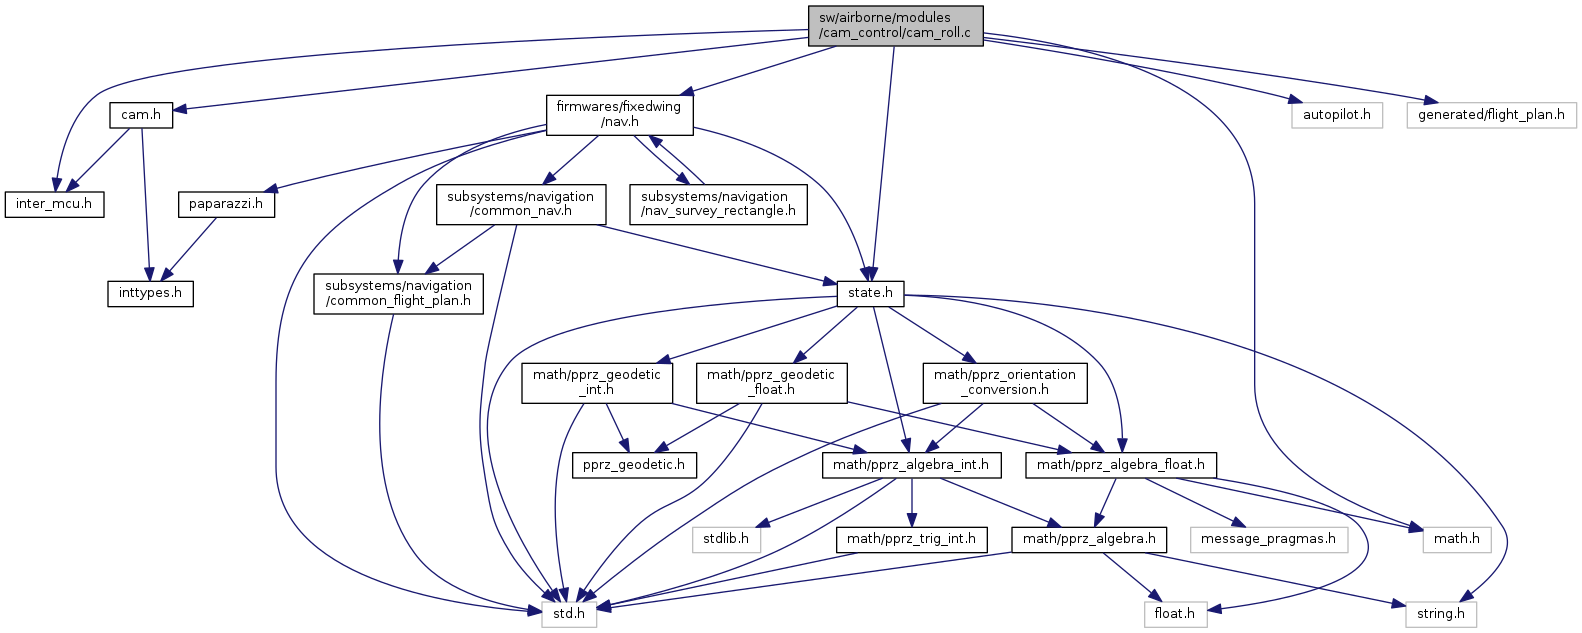 sw/airborne/modules
/cam_control/cam_roll.c
cam.h
firmwares/fixedwing
/nav.h
autopilot.h
generated/flight_plan.h
inter_mcu.h
paparazzi.h
subsystems/navigation
/common_nav.h
subsystems/navigation
/nav_survey_rectangle.h
inttypes.h
subsystems/navigation
/common_flight_plan.h
state.h
math/pprz_geodetic
_int.h
math/pprz_geodetic
_float.h
math/pprz_orientation
_conversion.h
pprz_geodetic.h
math/pprz_algebra_int.h
math/pprz_algebra_float.h
stdlib.h
math/pprz_trig_int.h
math/pprz_algebra.h
message_pragmas.h
math.h
std.h
float.h
string.h